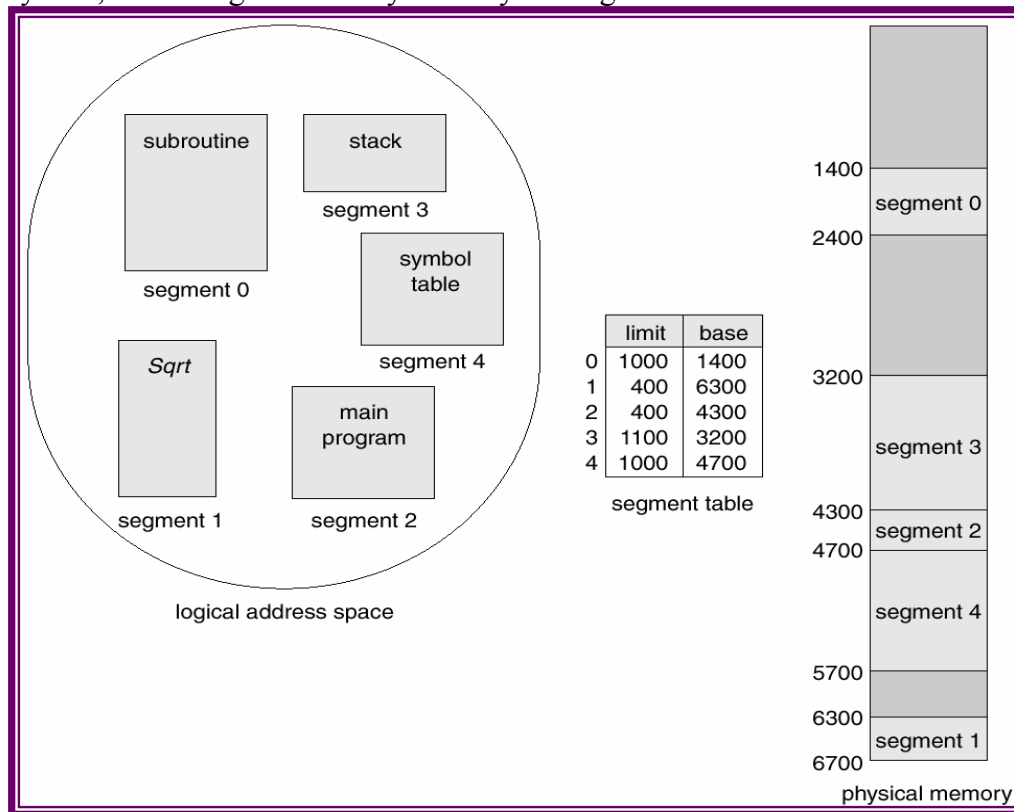 subroutine
segment 0
stack
segment 3
symbol
table
segment 4
Sqrt
segment 1
main
program
segment 2
logical address space
limit base
0 1000 1400
1 400 6300
2 400 4300
3 1100 3200
4 1000 4700
segment table
1400
segment 0
2400
3200
segment 3
4300
segment 2
4700
segment 4
5700
6300
segment 1
6700
physical memory